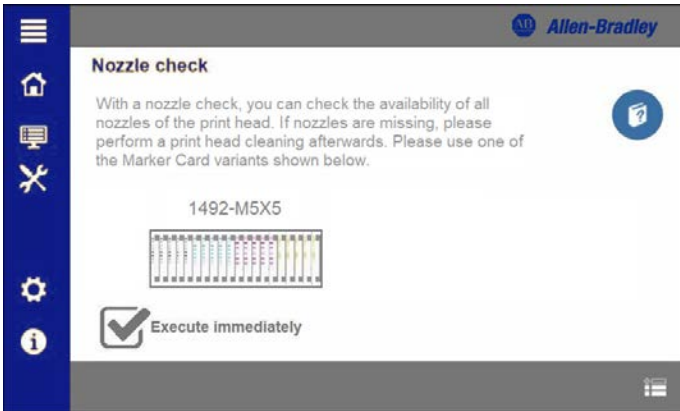 AB Allen-Bradley
Nozzle check
With a nozzle check, you can check the availability of all
nozzles of the print head. If nozzles are missing, please
perform a print head cleaning afterwards. Please use one of
the Marker Card variants shown below.
1492-M5X5
Execute immediately